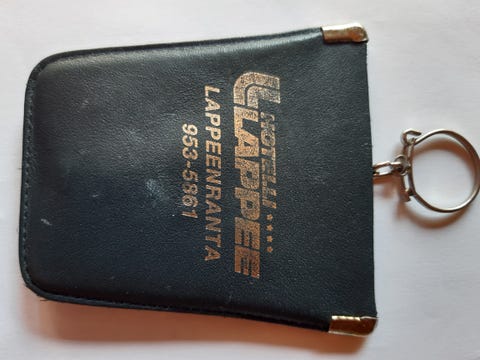 HOTELLI ****
LAPPEE
LAPPEENRANTA
953-5861